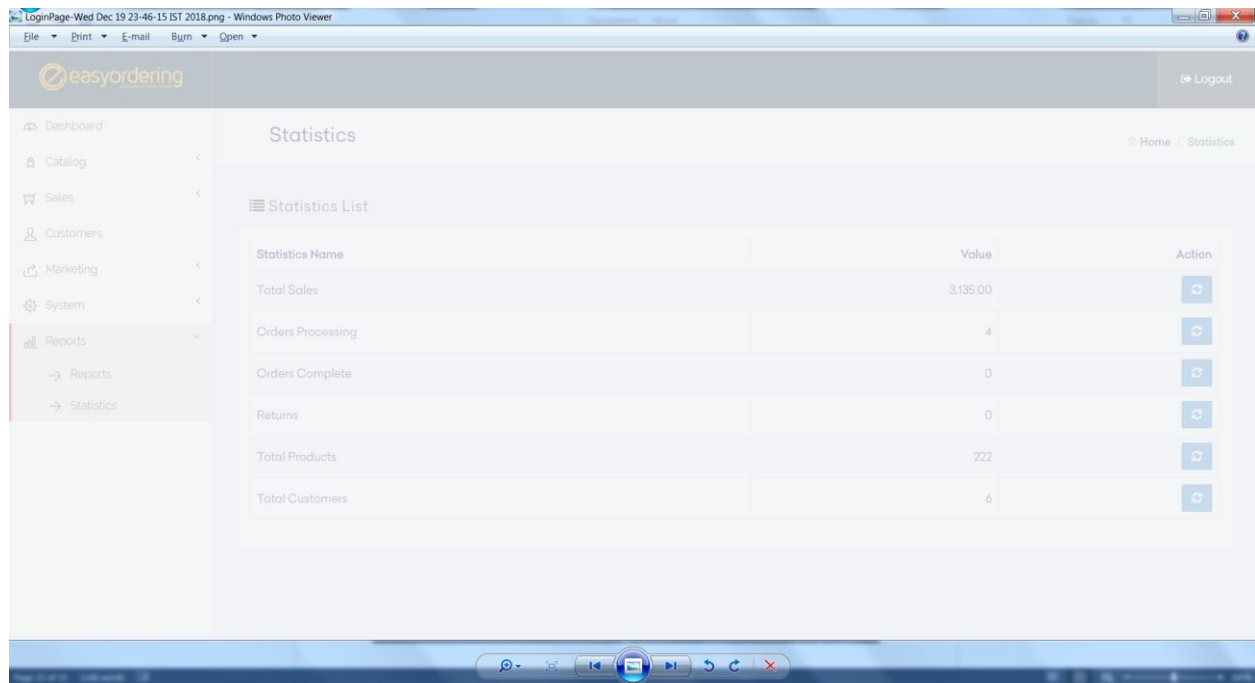 LoginPage-Wed Dec 19 23-46-15 IST 2018.png - Windows Photo Viewer
File Print E-mail Burn Open
easyordering
Logout
Dashboard
Catalog
Sales
Customers
Marketing
System
Reports
Reports
Statistics
Statistics
Home / Statistics
Statistics List
Statistics Name Value Action
Total Sales 3,135.00
Orders Processing 4
Orders Complete 0
Returns 0
Total Products 222
Total Customers 6